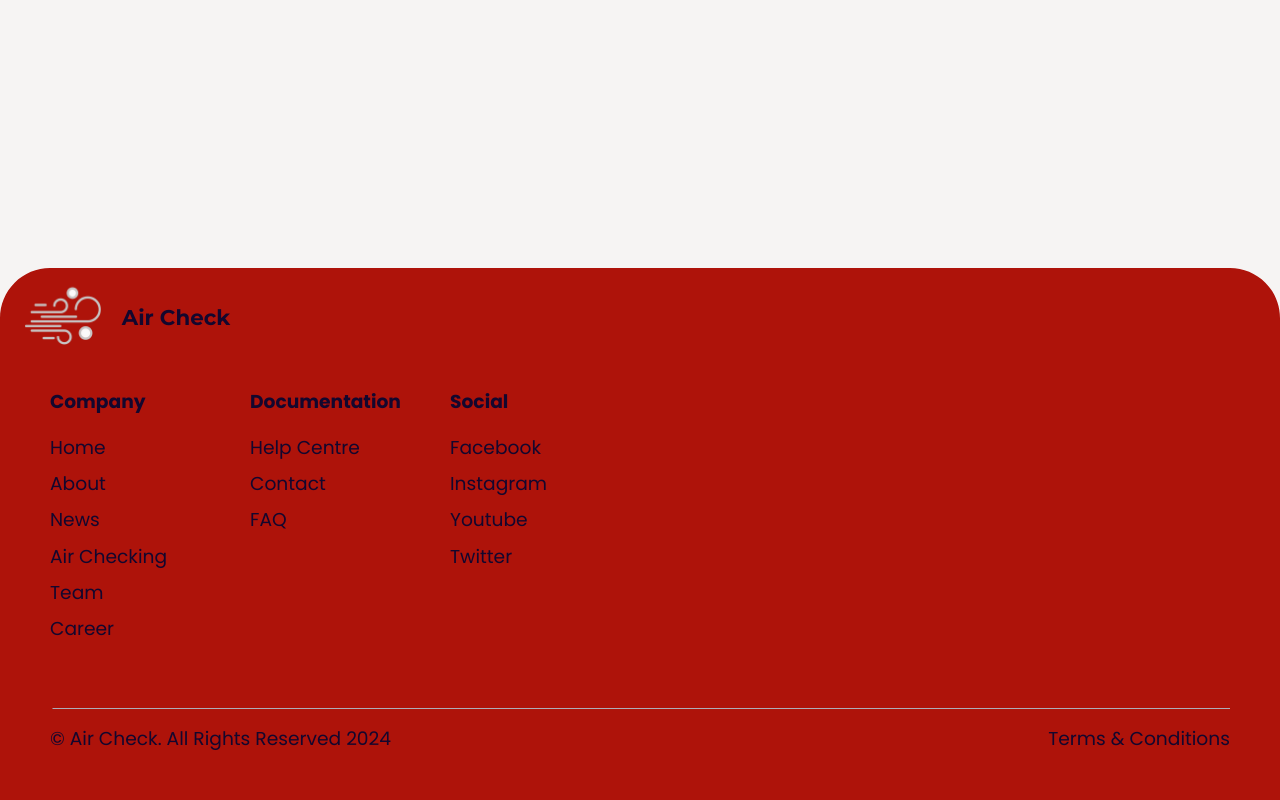 Air Check
Company
Home
About
News
Air Checking
Team
Career
Documentation
Help Centre
Contact
FAQ
Social
Facebook
Instagram
Youtube
Twitter
© Air Check. All Rights Reserved 2024
Terms & Conditions